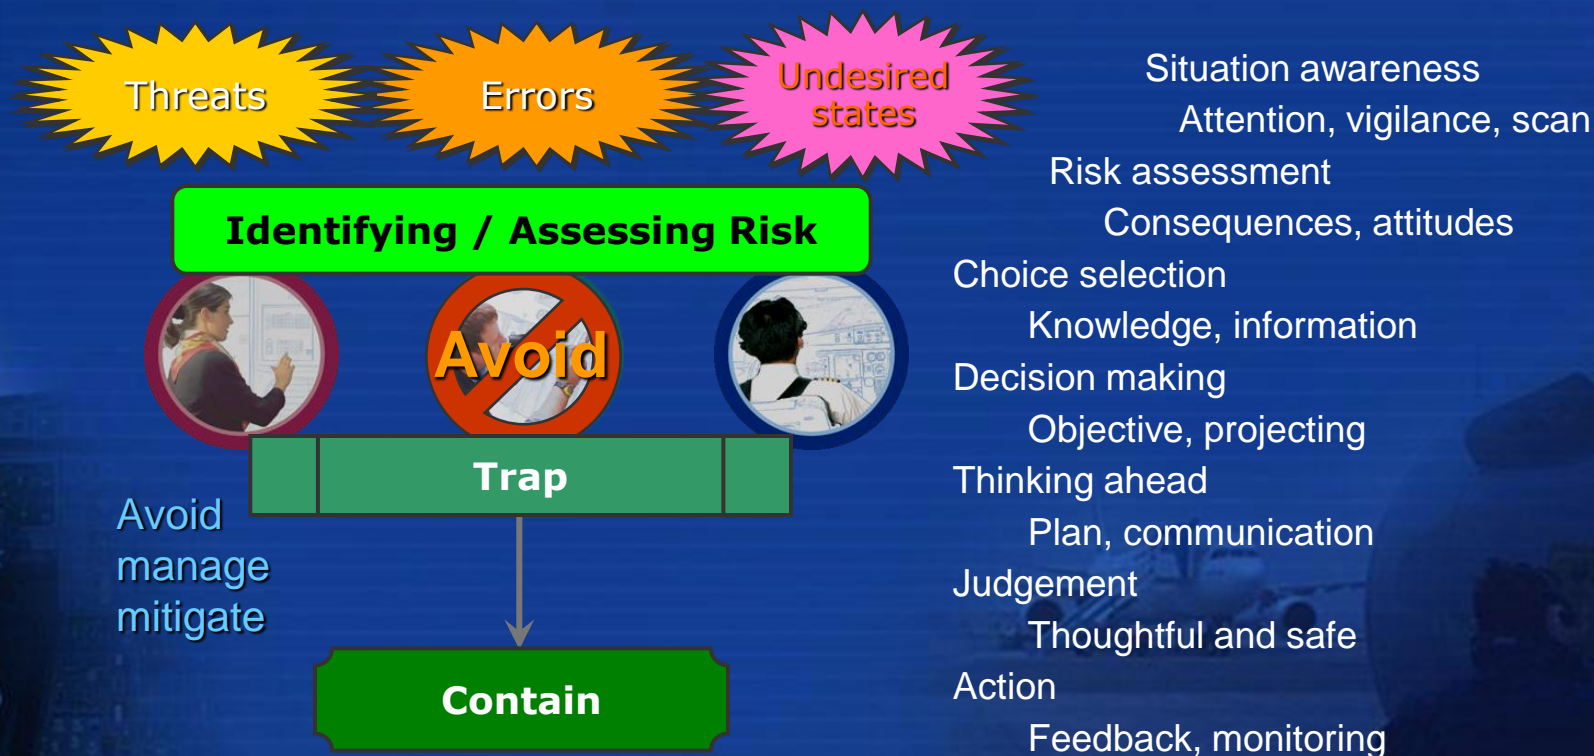 Threats
Errors
Undesired
states
Identifying / Assessing Risk
Avoid
Trap
Avoid
manage
mitigate
Contain
Situation awareness
Attention, vigilance, scan
Risk assessment
Consequences, attitudes
Choice selection
Knowledge, information
Decision making
Objective, projecting
Thinking ahead
Plan, communication
Judgement
Thoughtful and safe
Action
Feedback, monitoring